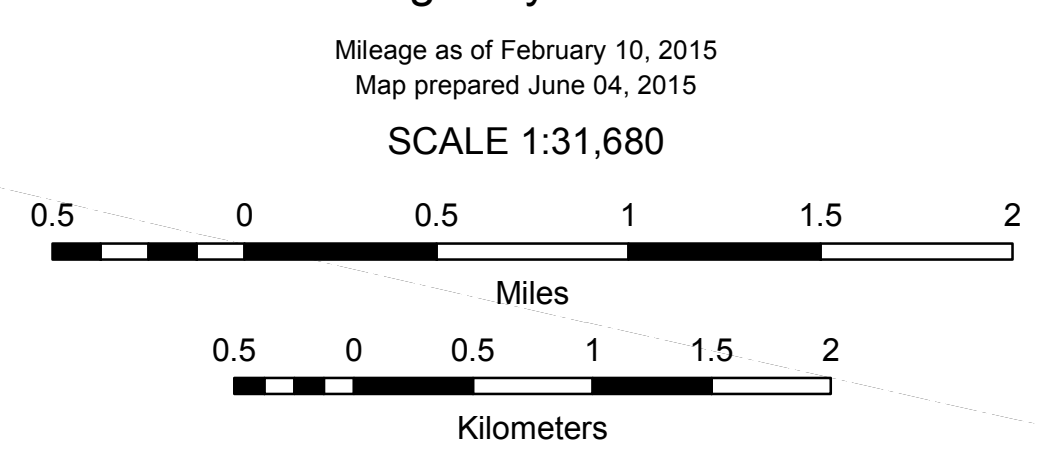 Mileage as of February 10, 2015
Map prepared June 04, 2015
SCALE 1:31,680
0.5 0 0.5 1 1.5 2
Miles
0.5 0 0.5 1 1.5 2
Kilometers